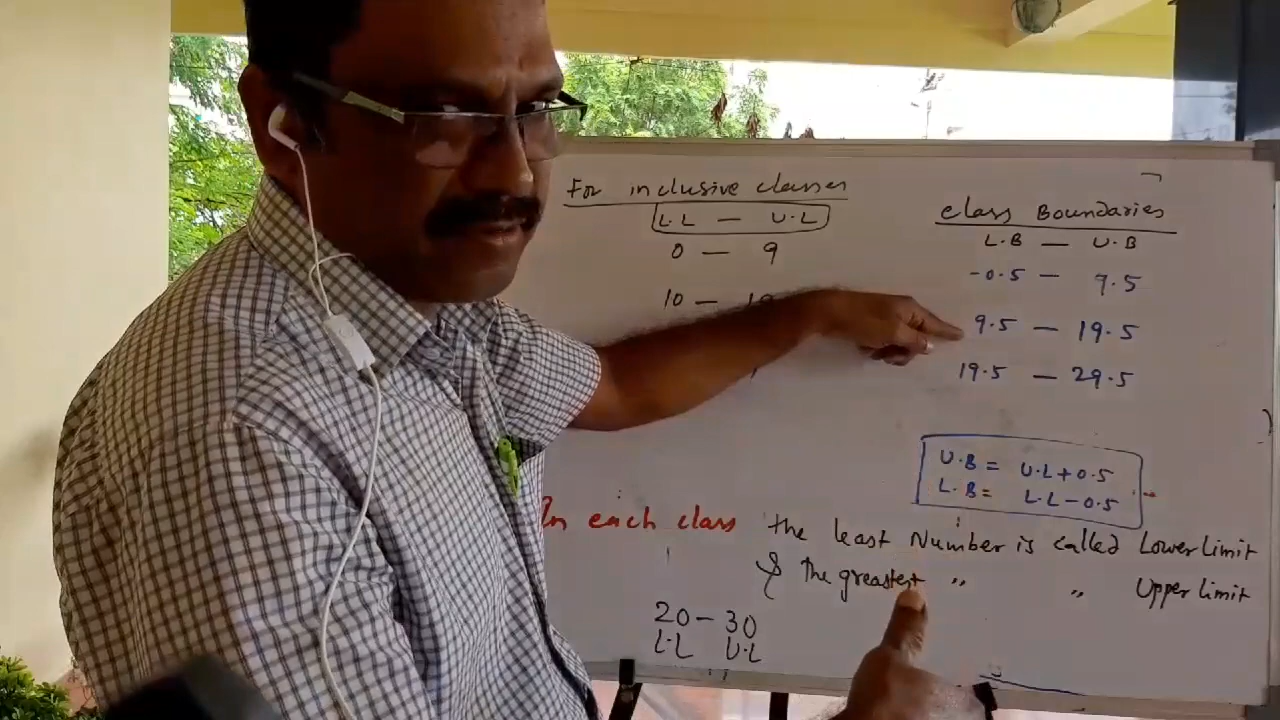 For inclusive classes
L.L — U.L
0 — 9
10 —
Class Boundaries
L.B — U.B
-0.5 — 9.5
9.5 — 19.5
19.5 — 29.5
U.B = U.L+0.5
L.B= L.L-0.5
In each class the least Number is called Lower limit
& the greastest " " Upper limit
20-30
L.L U.L